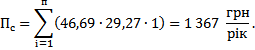 Пс = ∑ п i=1 (46,69 · 29,27 · 1) = 1 367 грн/рік.